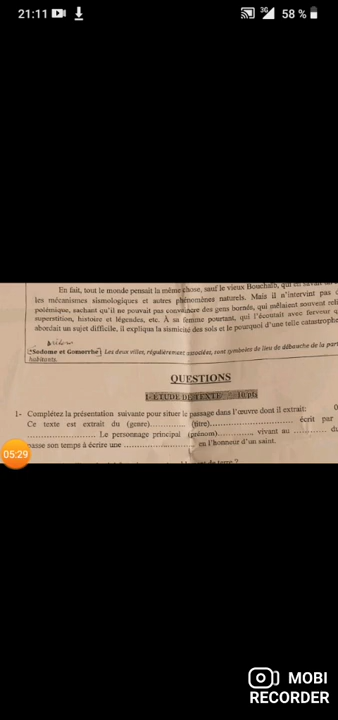 21:11
3G
58 %
En fait, tout le monde pensait la même chose, sauf le vieux Bouchaïb, qui en savait
les mécanismes sismologiques et autres phénomènes naturels. Mais il n'intervint pas
polémique, sachant qu'il ne pouvait pas convaincre des gens bornés, qui mêlaient souvent
superstition, histoire et légendes, etc. À sa femme pourtant, qui l'écoutait avec ferveur
abordait un sujet difficile, il expliqua la sismicité des sols et le pourquoi d'une telle catastrophe
(Sodome et Gomorrhe) Les deux villes, régulièrement associées, sont symboles de lieu de débauche de la part
habitants.
QUESTIONS
I- ETUDE DE TEXTE
1- Complétez la présentation suivante pour situer le passage dans l'œuvre dont il extrait:
Ce texte est extrait du (genre)............ (titre)............................ écrit par
........................ Le personnage principal (prénom)............, vivant au ............
passe son temps à écrire une ........................ en l'honneur d'un saint.
05:29
MOBI
RECORDER